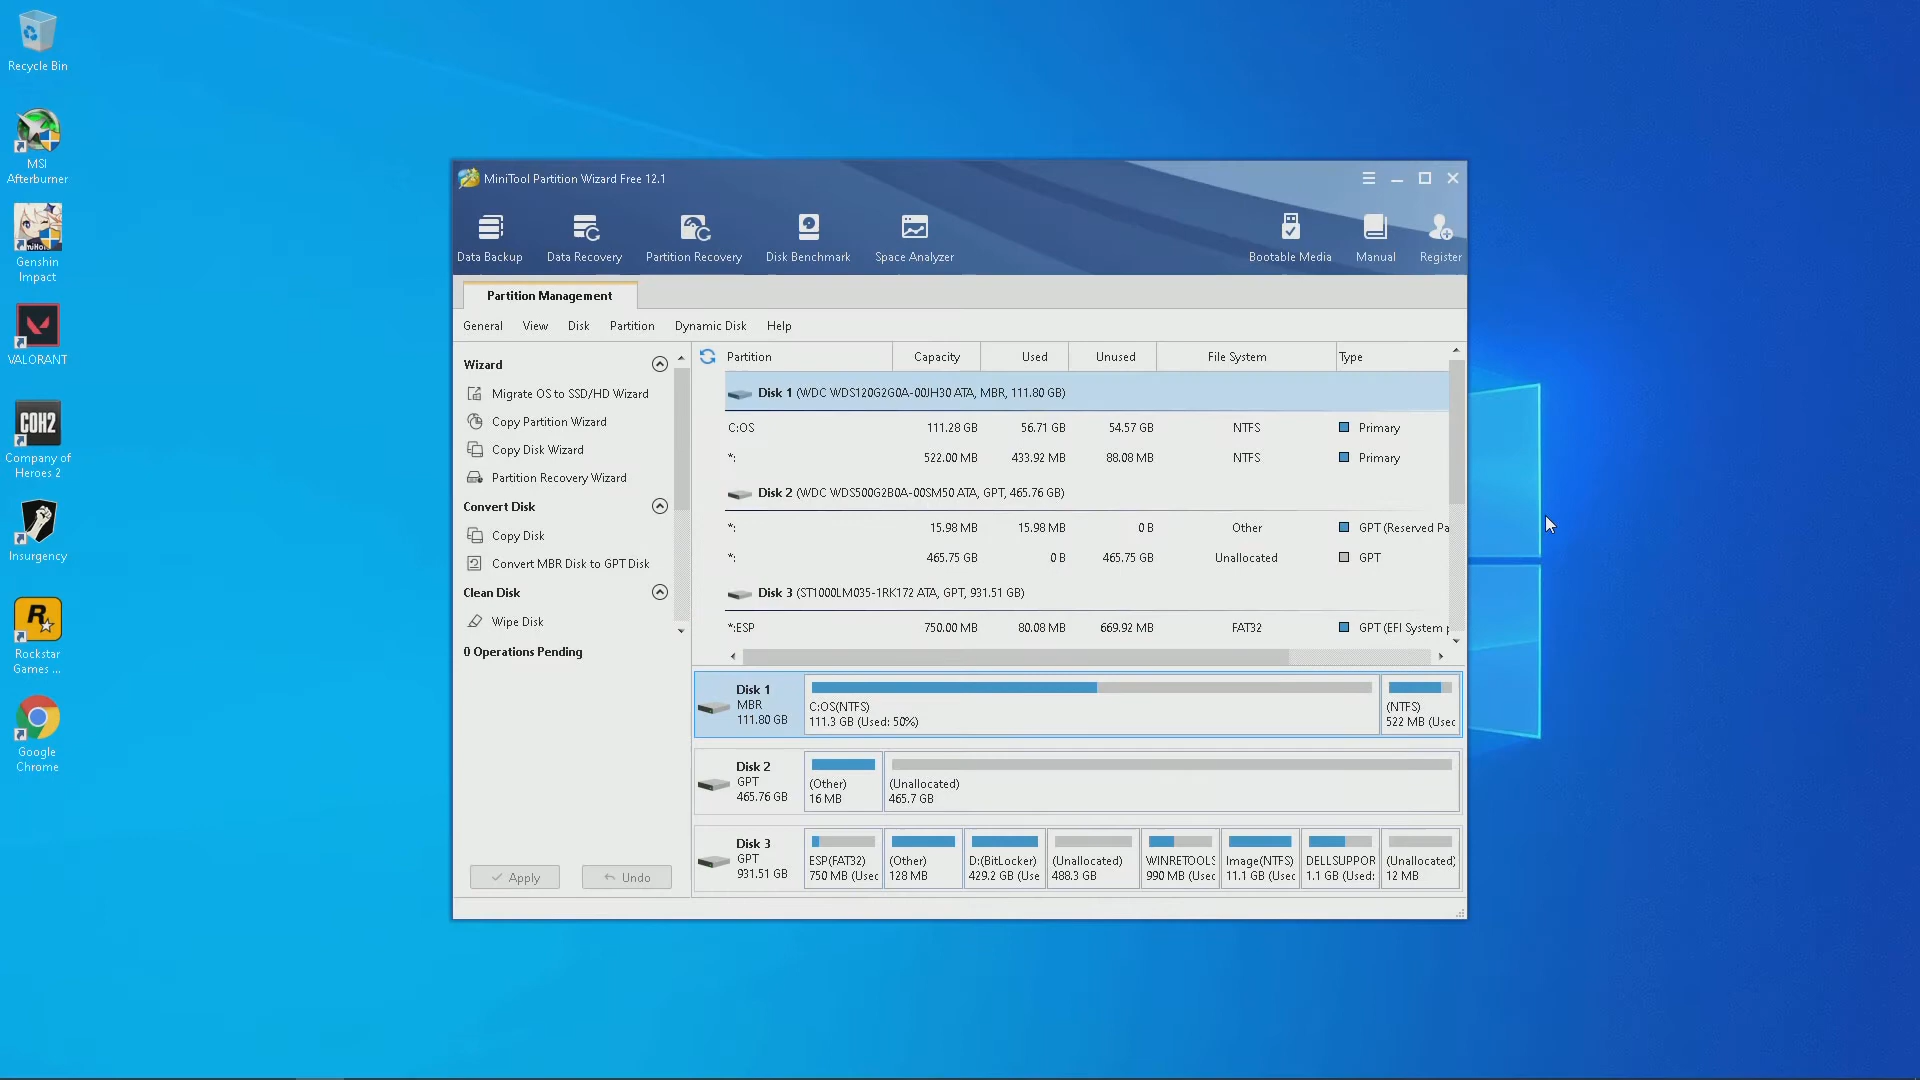 Recycle Bin
MSI
Afterburner
Genshin
Impact
VALORANT
COH2
Company of
Heroes 2
Insurgency
Rockstar
Games ...
Google
Chrome
MiniTool Partition Wizard Free 12.1
Data Backup Data Recovery Partition Recovery Disk Benchmark Space Analyzer Bootable Media Manual Register
Partition Management
General View Disk Partition Dynamic Disk Help
Wizard
Migrate OS to SSD/HD Wizard
Copy Partition Wizard
Copy Disk Wizard
Partition Recovery Wizard
Convert Disk
Copy Disk
Convert MBR Disk to GPT Disk
Clean Disk
Wipe Disk
0 Operations Pending
Apply Undo
Partition Capacity Used Unused File System Type
Disk 1 (WDC WDS120G2G0A-00JH30 ATA, MBR, 111.80 GB)
C:OS 111.28 GB 56.71 GB 54.57 GB NTFS Primary
*: 522.00 MB 433.92 MB 88.08 MB NTFS Primary
Disk 2 (WDC WDS500G2B0A-00SM50 ATA, GPT, 465.76 GB)
*: 15.98 MB 15.98 MB 0 B Other GPT (Reserved Pa
*: 465.75 GB 0 B 465.75 GB Unallocated GPT
Disk 3 (ST1000LM035-1RK172 ATA, GPT, 931.51 GB)
*:ESP 750.00 MB 80.08 MB 669.92 MB FAT32 GPT (EFI System p
Disk 1
MBR
111.80 GB
C:OS(NTFS)
111.3 GB (Used: 50%)
(NTFS)
522 MB (Usec
Disk 2
GPT
465.76 GB
(Other)
16 MB
(Unallocated)
465.7 GB
Disk 3
GPT
931.51 GB
ESP(FAT32)
750 MB (Usec
(Other)
128 MB
D:(BitLocker)
429.2 GB (Use
(Unallocated)
488.3 GB
WINRETOOLS
990 MB (Usec
Image(NTFS)
11.1 GB (Usec
DELLSUPPOR
1.1 GB (Used:
(Unallocated)
12 MB